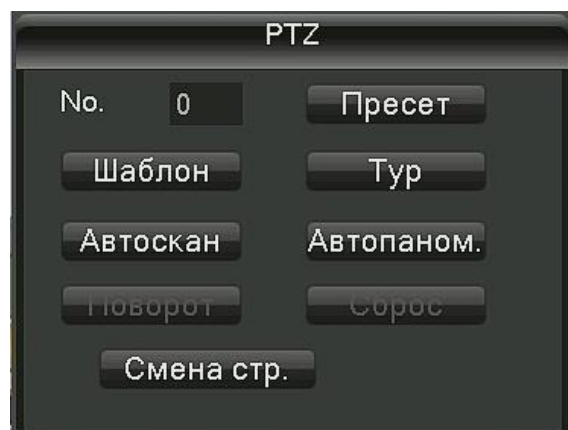 PTZ
No. 0 Пресет
Шаблон Тур
Автоскан Автопаном.
Поворот Сброс
Смена стр.